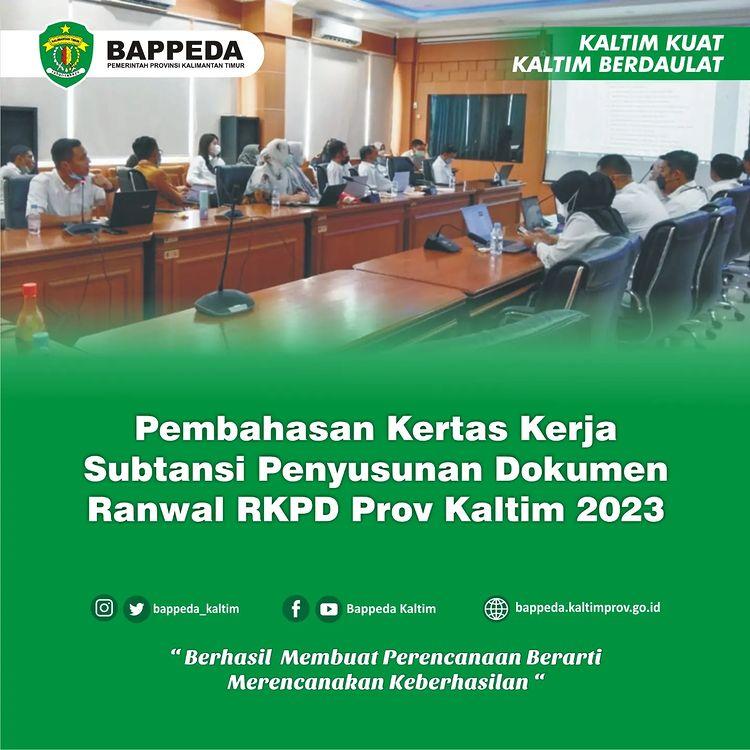 BAPPEDA
PEMERINTAH PROVINSI KALIMANTAN TIMUR
KALTIM KUAT
KALTIM BERDAULAT
Pembahasan Kertas Kerja
Subtansi Penyusunan Dokumen
Ranwal RKPD Prov Kaltim 2023
bappeda_kaltim
Bappeda Kaltim
bappeda.kaltimprov.go.id
“ Berhasil Membuat Perencanaan Berarti
Merencanakan Keberhasilan “